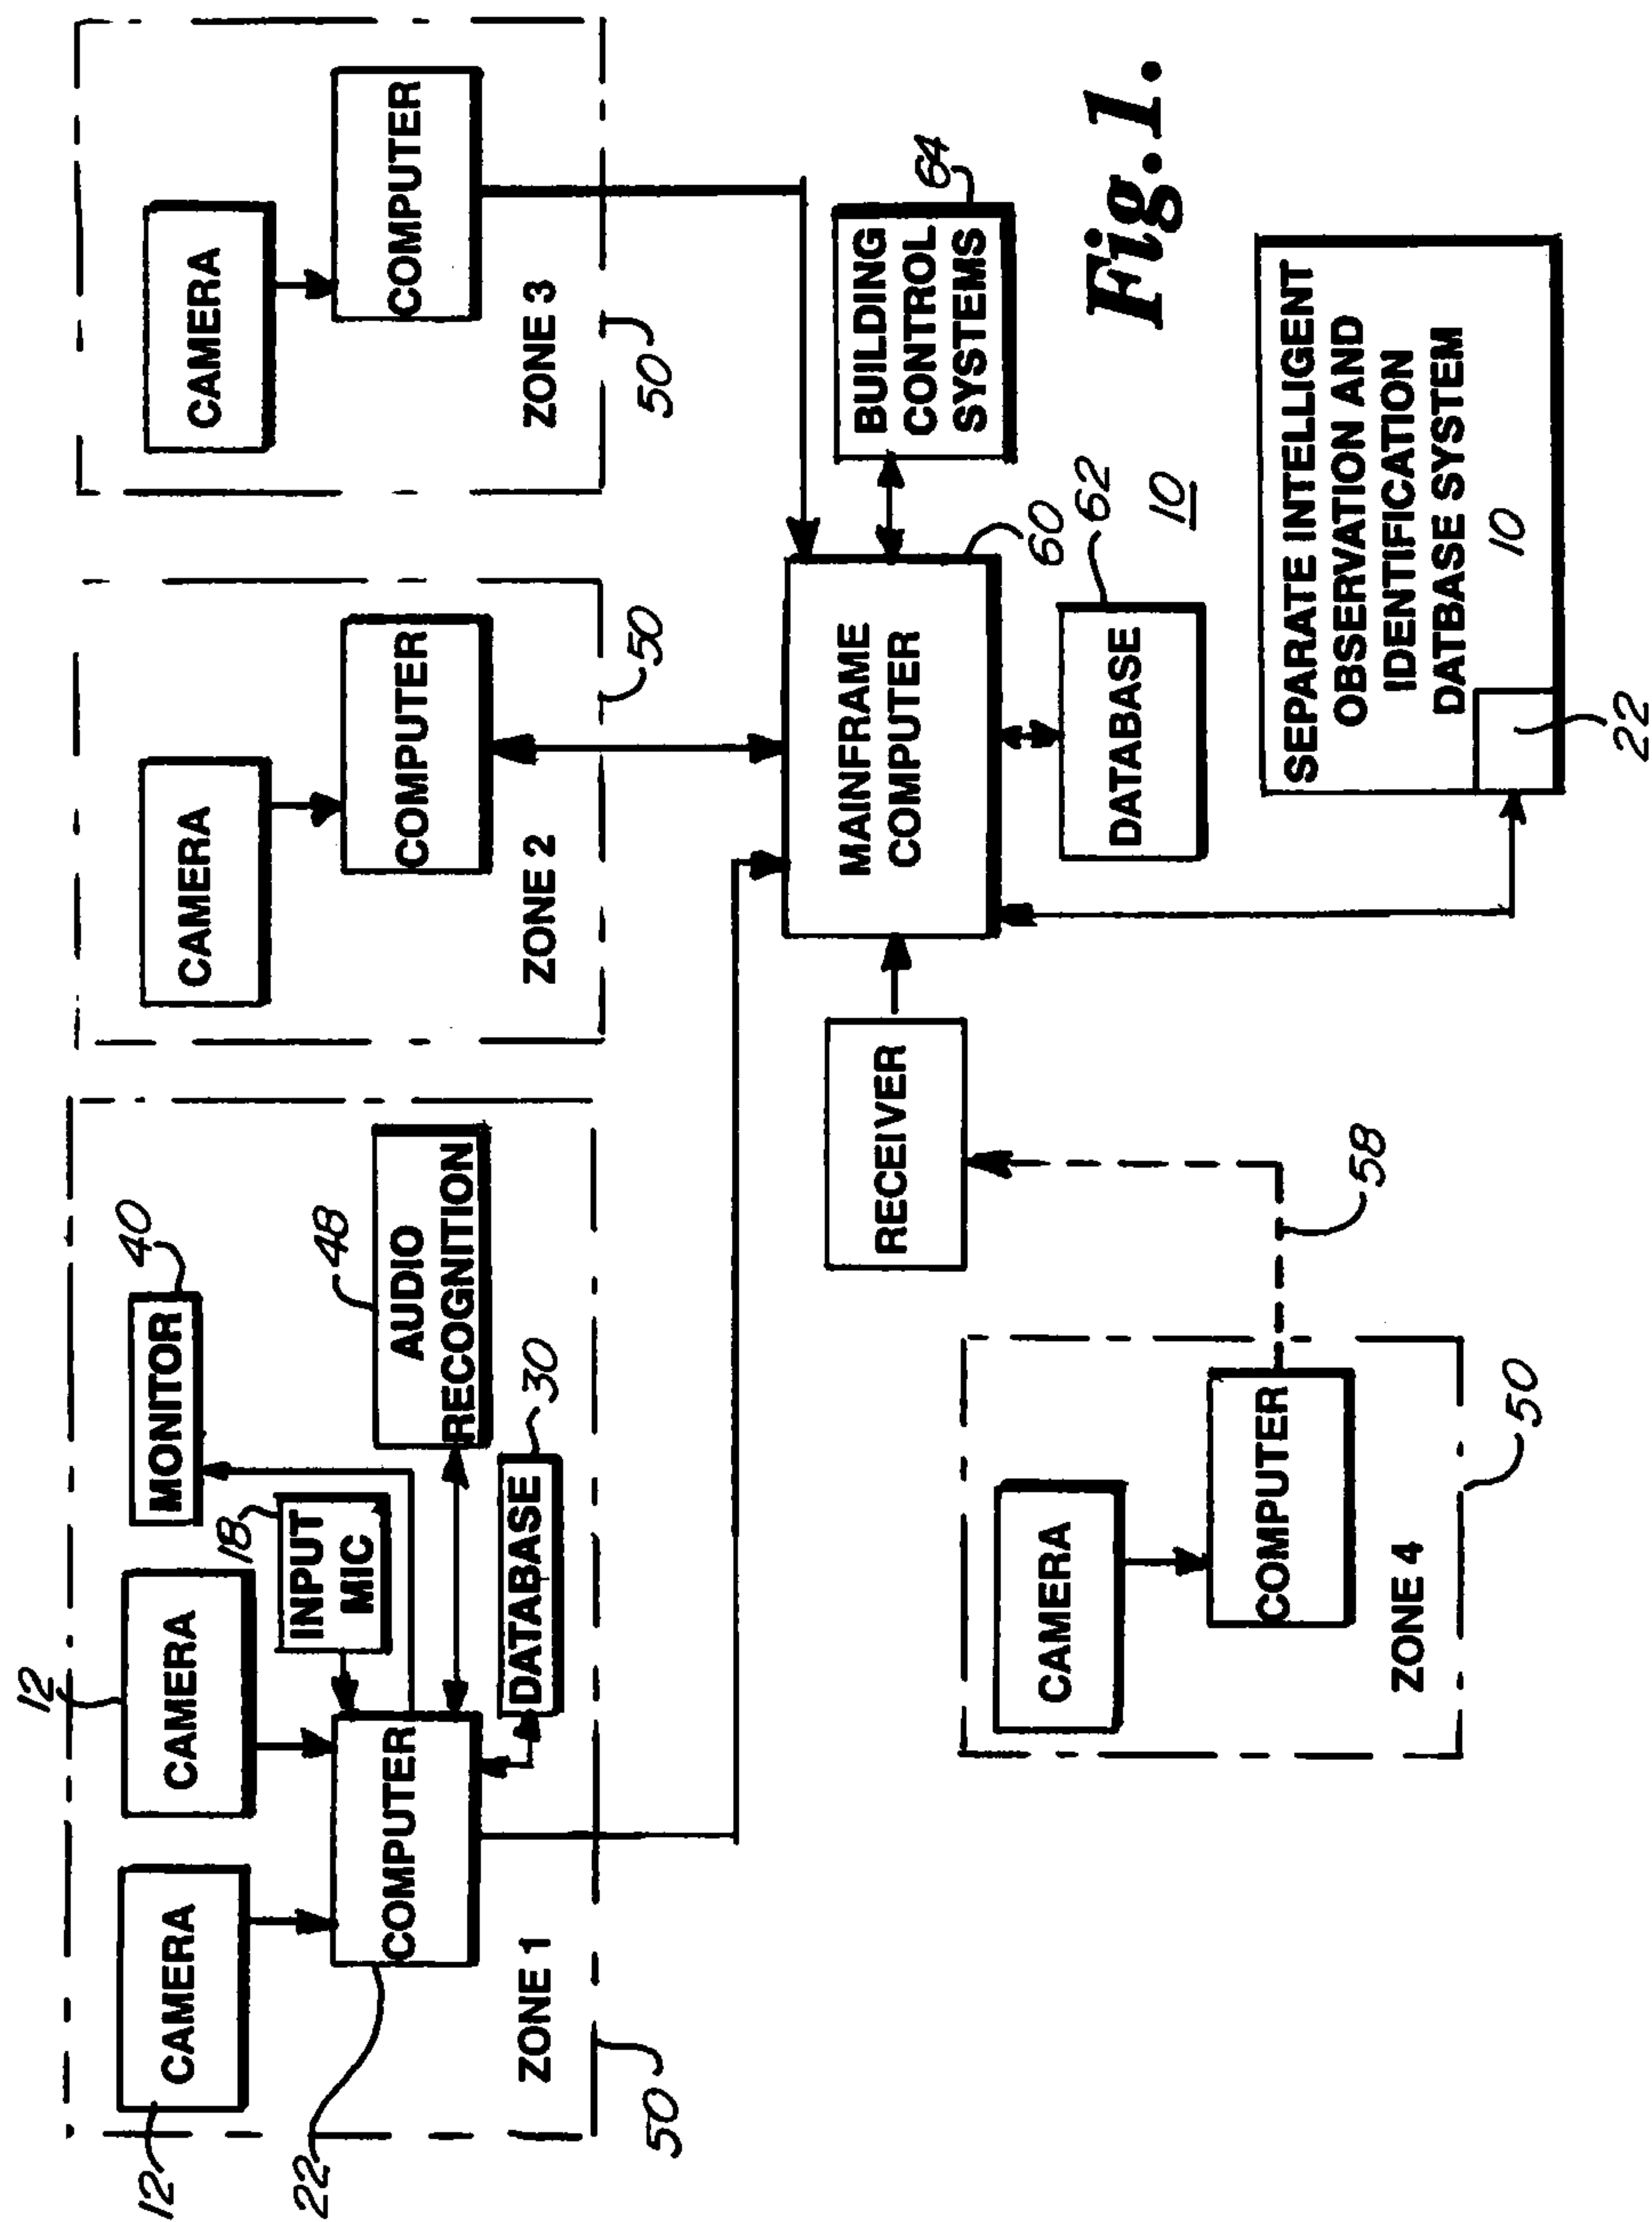 12
CAMERA
12
CAMERA
MONITOR
40
18
INPUT
MIC
48
AUDIO
RECOGNITION
22
COMPUTER
DATABASE
30
ZONE 1
50
CAMERA
COMPUTER
ZONE 2
50
CAMERA
COMPUTER
ZONE 3
50
RECEIVER
MAINFRAME
COMPUTER
60
BUILDING
CONTROL
SYSTEMS
64
DATABASE
62
10
Fig. 1.
CAMERA
COMPUTER
ZONE 4
50
58
SEPARATE INTELLIGENT
OBSERVATION AND
IDENTIFICATION
DATBASE SYSTEM
10
22